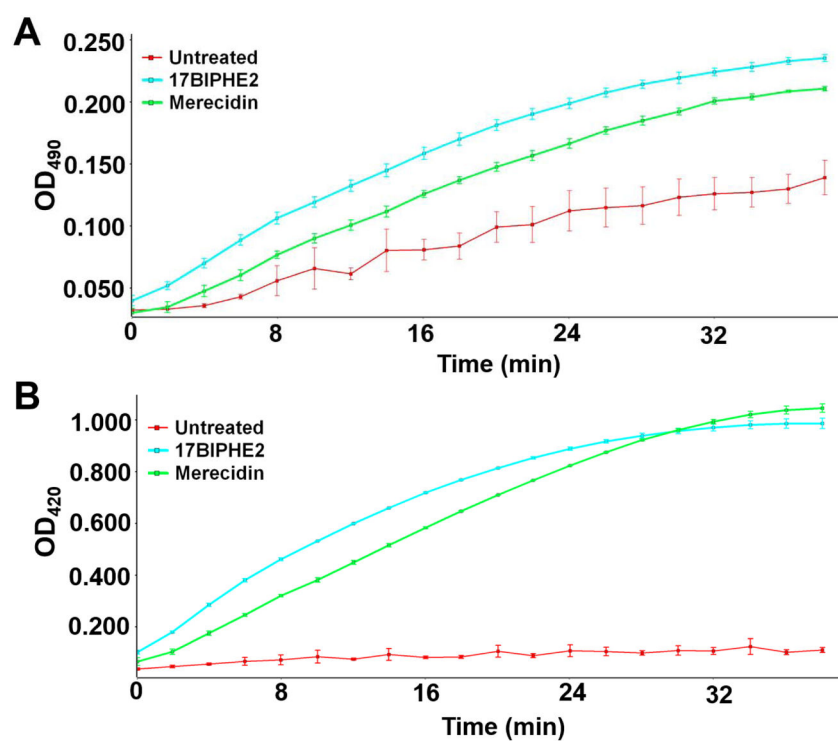 A
0.250
0.200
0.150
0.100
0.050
OD490
Untreated
17BIPHE2
Merecidin
0 8 16 24 32
Time (min)
B
1.000
0.800
0.600
0.400
0.200
OD420
Untreated
17BIPHE2
Merecidin
0 8 16 24 32
Time (min)